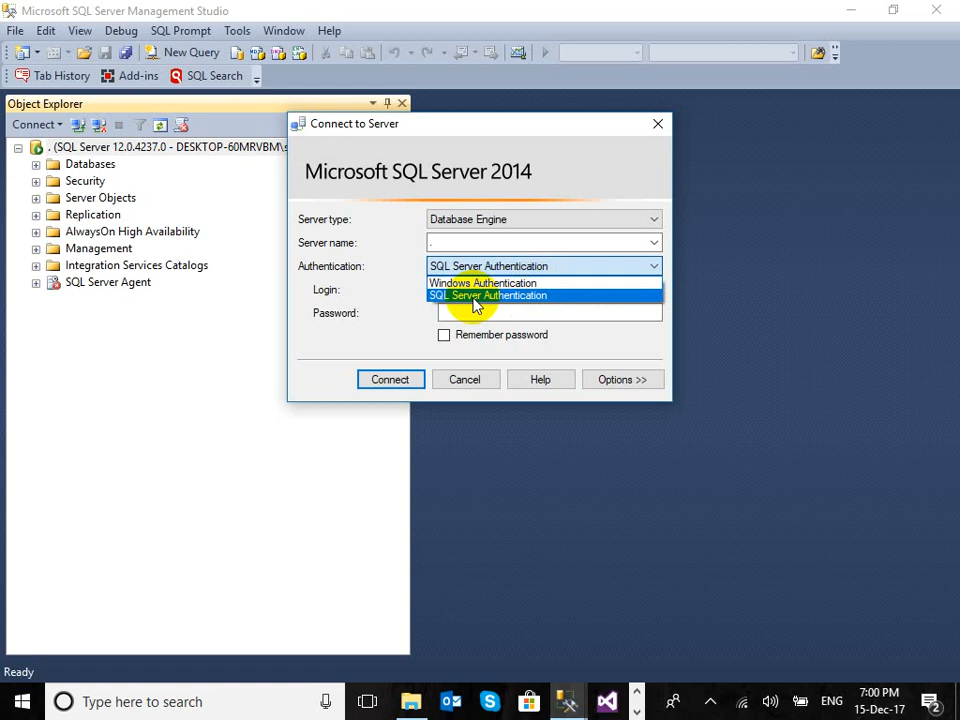 Microsoft SQL Server Management Studio
File Edit View Debug SQL Prompt Tools Window Help
New Query
Tab History Add-ins SQL Search
Object Explorer
Connect
. (SQL Server 12.0.4237.0 - DESKTOP-60MRVBM\s
Databases
Security
Server Objects
Replication
AlwaysOn High Availability
Management
Integration Services Catalogs
SQL Server Agent
Connect to Server
Microsoft SQL Server 2014
Server type: Database Engine
Server name: .
Authentication: SQL Server Authentication
Windows Authentication
SQL Server Authentication
Login:
Password:
Remember password
Connect Cancel Help Options >>
Ready
Type here to search
ENG
7:00 PM
15-Dec-17
2